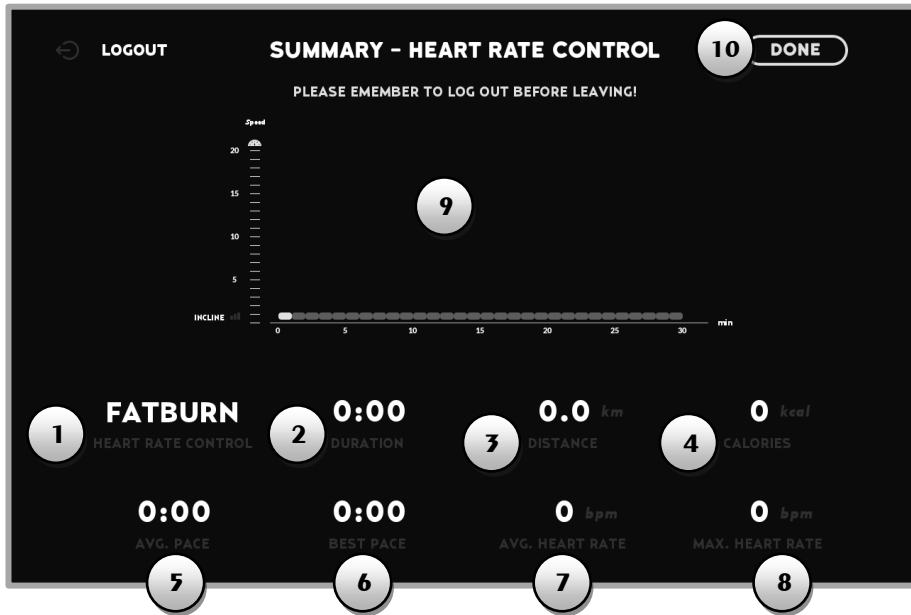 LOGOUT
SUMMARY - HEART RATE CONTROL
10
DONE
PLEASE EMEMBER TO LOG OUT BEFORE LEAVING!
Speed
20
15
9
10
5
INCLINE
min
0 5 10 15 20 25 30
FATBURN 0:00 0.0 km 0 kcal
1 HEART RATE CONTROL 2 DURATION 3 DISTANCE 4 CALORIES
0:00 0:00 0 bpm 0 bpm
AVG. PACE BEST PACE AVG. HEART RATE MAX. HEART RATE
5 6 7 8